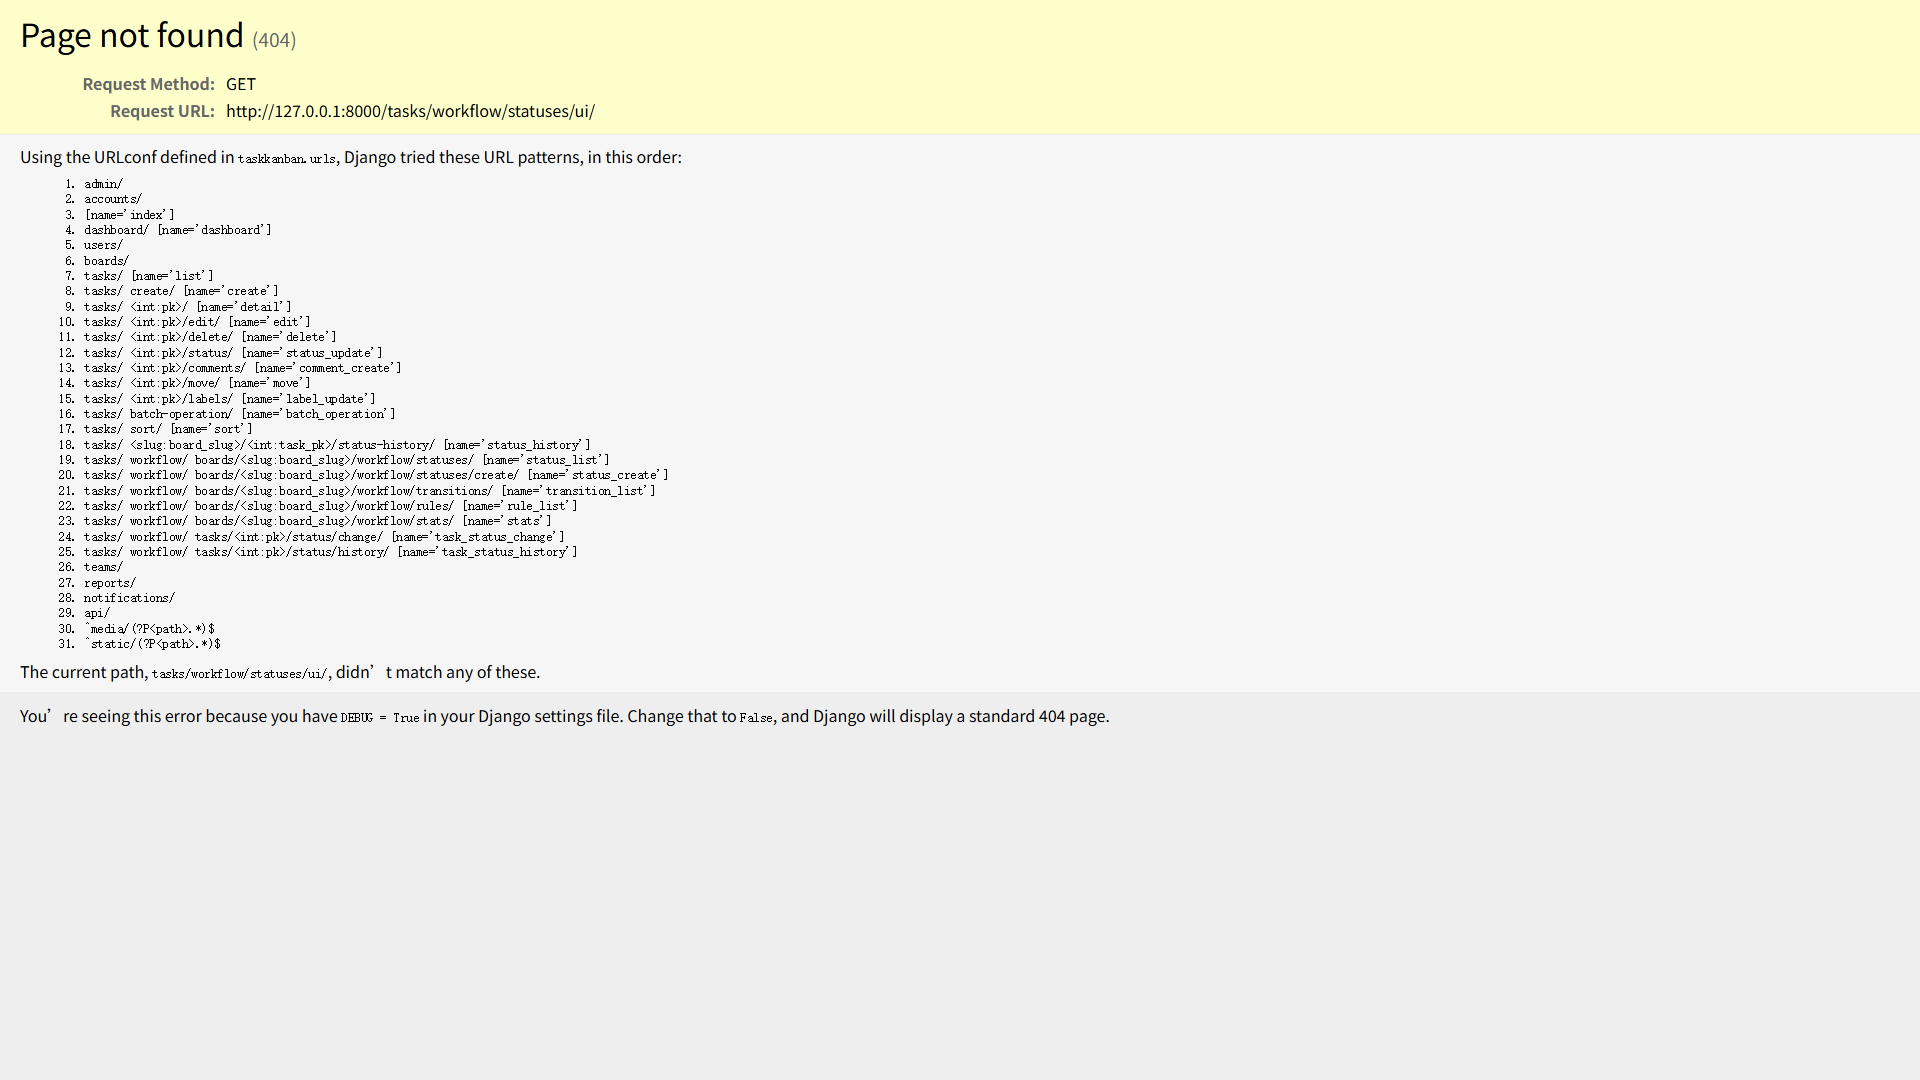 Page not found (404)
Request Method: GET
Request URL: http://127.0.0.1:8000/tasks/workflow/statuses/ui/
Using the URLconf defined in taskkanban.urls, Django tried these URL patterns, in this order:
1. admin/
2. accounts/
3. [name='index']
4. dashboard/ [name='dashboard']
5. users/
6. boards/
7. tasks/ [name='list']
8. tasks/ create/ [name='create']
9. tasks/ <int:pk>/ [name='detail']
10. tasks/ <int:pk>/edit/ [name='edit']
11. tasks/ <int:pk>/delete/ [name='delete']
12. tasks/ <int:pk>/status/ [name='status_update']
13. tasks/ <int:pk>/comments/ [name='comment_create']
14. tasks/ <int:pk>/move/ [name='move']
15. tasks/ <int:pk>/labels/ [name='label_update']
16. tasks/ batch-operation/ [name='batch_operation']
17. tasks/ sort/ [name='sort']
18. tasks/ <slug:board_slug>/<int:task_pk>/status-history/ [name='status_history']
19. tasks/ workflow/ boards/<slug:board_slug>/workflow/statuses/ [name='status_list']
20. tasks/ workflow/ boards/<slug:board_slug>/workflow/statuses/create/ [name='status_create']
21. tasks/ workflow/ boards/<slug:board_slug>/workflow/transitions/ [name='transition_list']
22. tasks/ workflow/ boards/<slug:board_slug>/workflow/rules/ [name='rule_list']
23. tasks/ workflow/ boards/<slug:board_slug>/workflow/stats/ [name='stats']
24. tasks/ workflow/ tasks/<int:pk>/status/change/ [name='task_status_change']
25. tasks/ workflow/ tasks/<int:pk>/status/history/ [name='task_status_history']
26. teams/
27. reports/
28. notifications/
29. api/
30. ^media/(?P<path>.*)$
31. ^static/(?P<path>.*)$
The current path, tasks/workflow/statuses/ui/, didn’t match any of these.
You’re seeing this error because you have DEBUG = True in your Django settings file. Change that to False, and Django will display a standard 404 page.